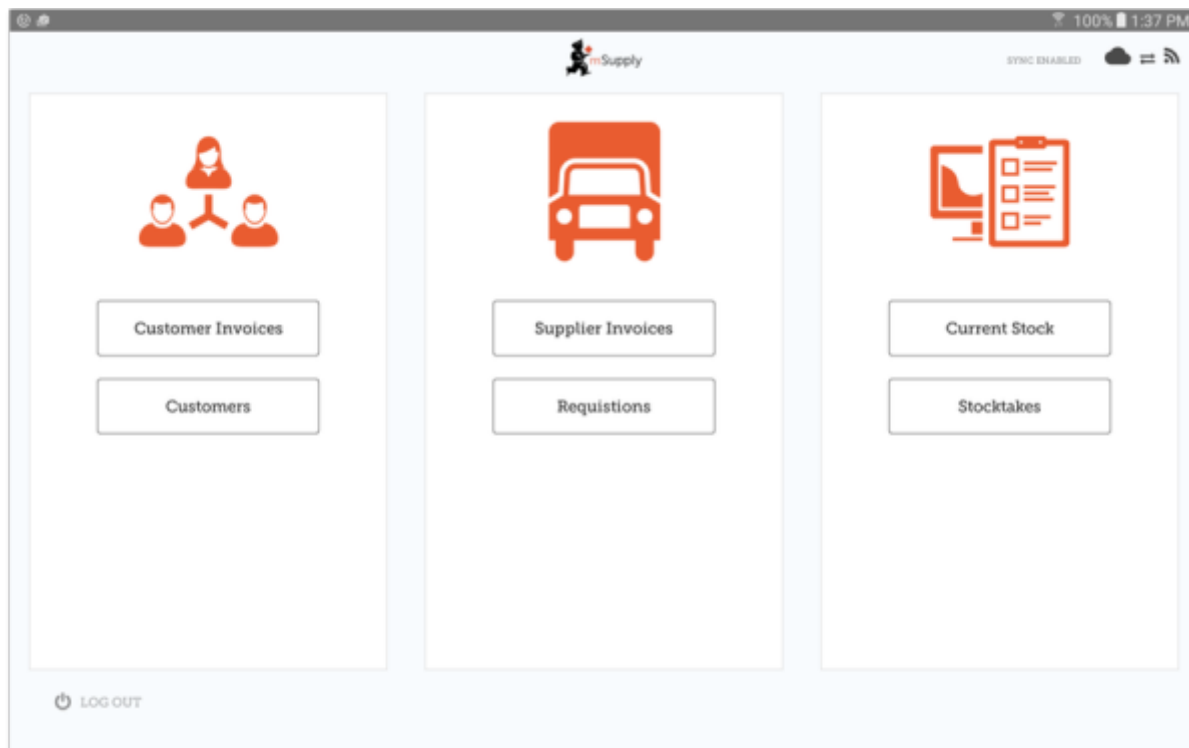 100% 1:37 PM
mSupply
SYNC ENABLED
Customer Invoices
Customers
Supplier Invoices
Requistions
Current Stock
Stocktakes
LOG OUT